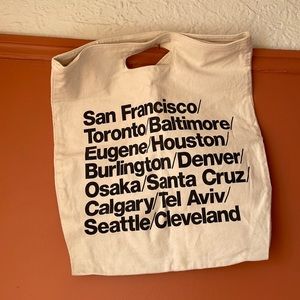 San Francisco/
Toronto/Baltimore/
Eugene/Houston/
Burlington/Denver/
Osaka/Santa Cruz/
Calgary/Tel Aviv/
Seattle/Cleveland